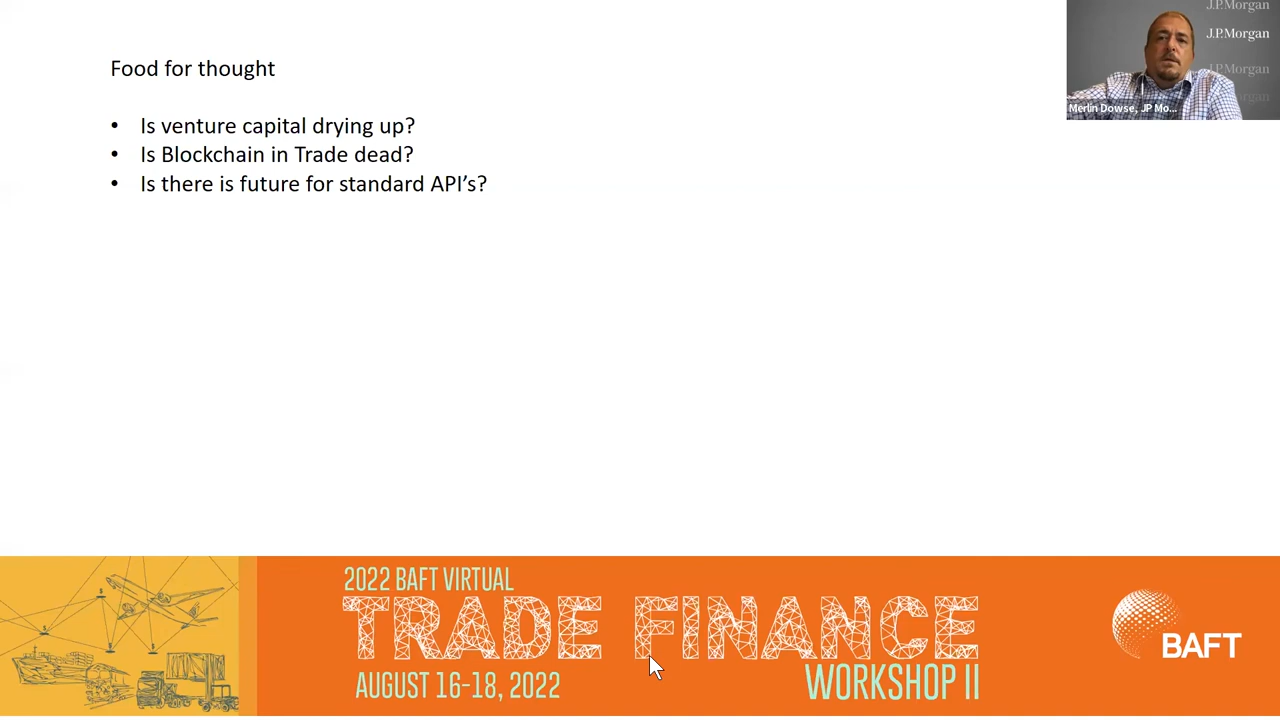 Food for thought
• Is venture capital drying up?
• Is Blockchain in Trade dead?
• Is there is future for standard API's?
J.P.Morgan
J.P.Morgan
J.P.Morgan
J.P.Morgan
Merlin Dowse, JP Mo...
2022 BAFT VIRTUAL
TRADE FINANCE
AUGUST 16-18, 2022
WORKSHOP II
BAFT